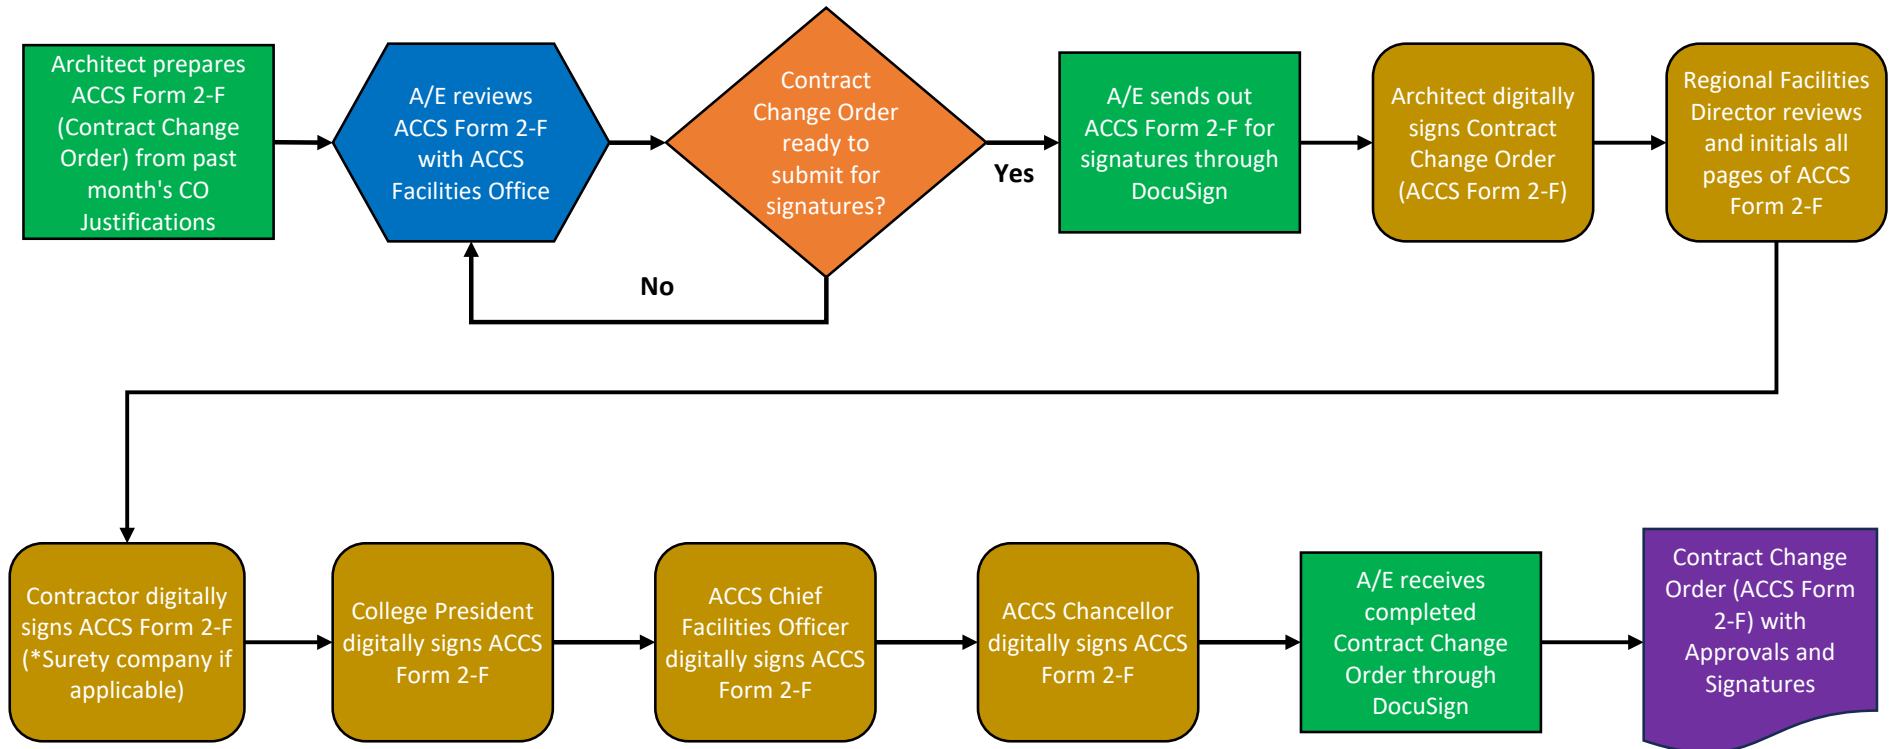 Architect prepares
ACCS Form 2-F
(Contract Change
Order) from past
month's CO
Justifications
A/E reviews
ACCS Form 2-F
with ACCS
Facilities Office
Contract
Change Order
ready to
submit for
signatures?
Yes
No
A/E sends out
ACCS Form 2-F for
signatures through
DocuSign
Architect digitally
signs Contract
Change Order
(ACCS Form 2-F)
Regional Facilities
Director reviews
and initials all
pages of ACCS
Form 2-F
Contractor digitally
signs ACCS Form 2-F
(*Surety company if
applicable)
College President
digitally signs ACCS
Form 2-F
ACCS Chief
Facilities Officer
digitally signs ACCS
Form 2-F
ACCS Chancellor
digitally signs ACCS
Form 2-F
A/E receives
completed
Contract Change
Order through
DocuSign
Contract Change
Order (ACCS Form
2-F) with
Approvals and
Signatures